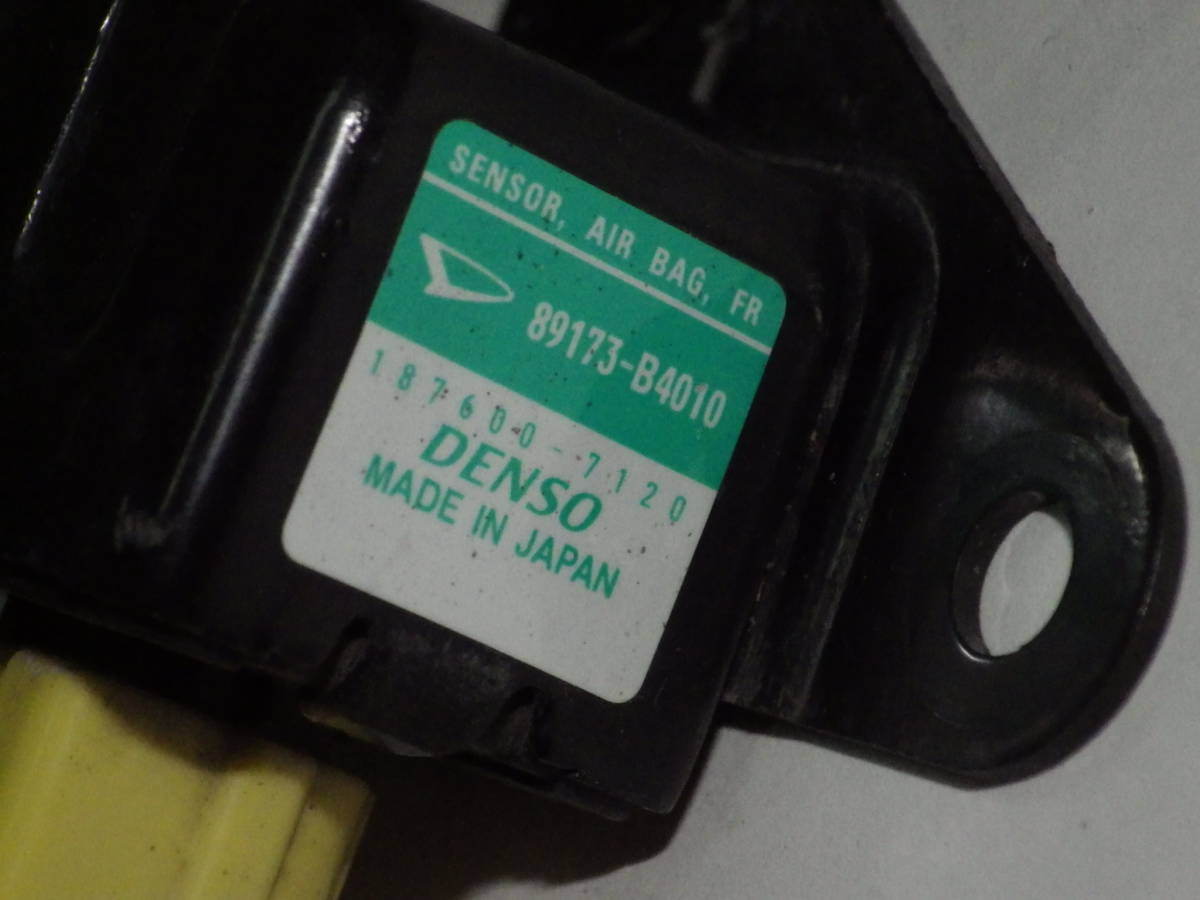 SENSOR, AIR BAG, FR
89173-B4010
187600-7120
DENSO
MADE IN JAPAN